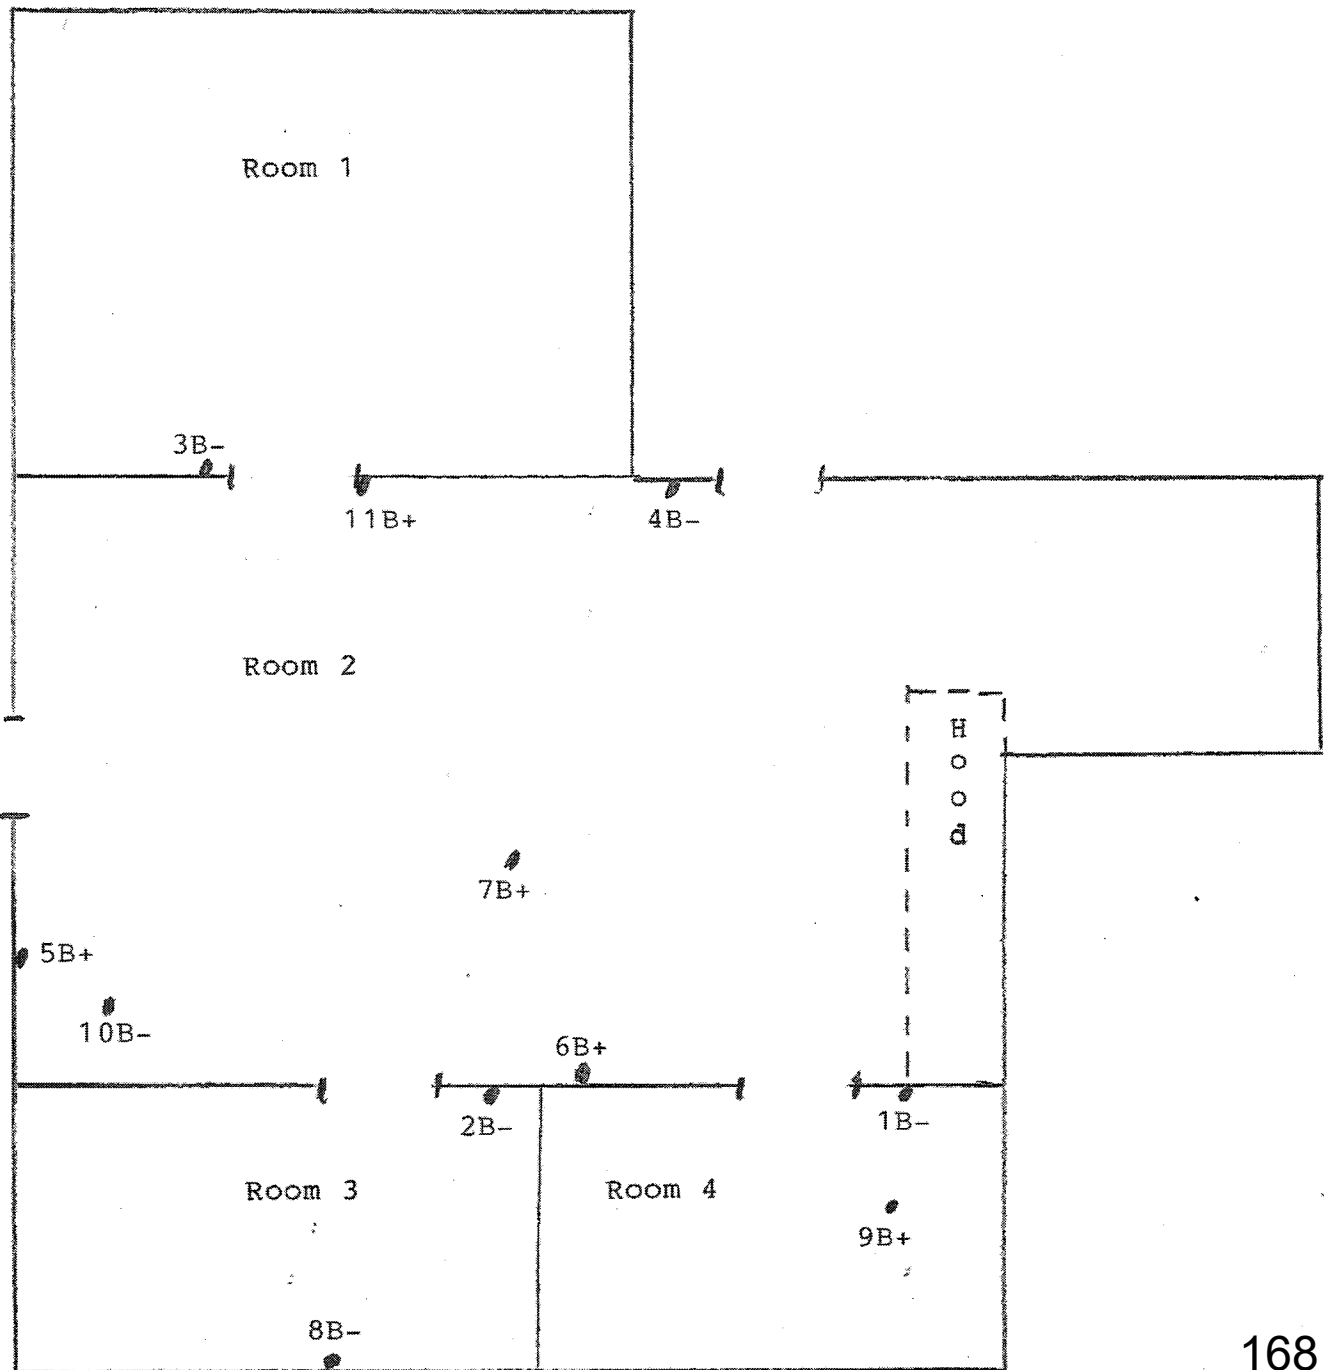 Room 1
3B-
11B+
4B-
Room 2
H
o
o
d
7B+
5B+
10B-
6B+
2B-
1B-
Room 3
Room 4
9B+
8B-
168